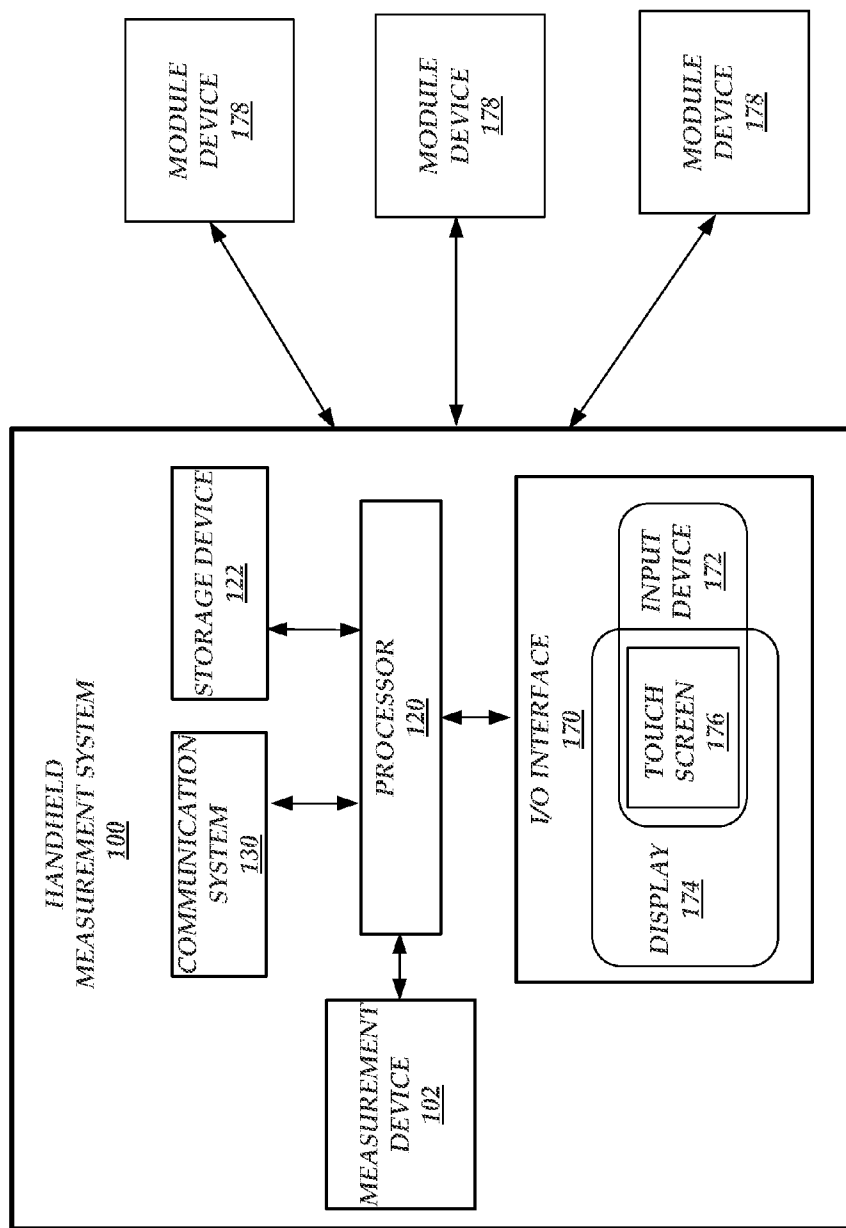 HANDHELD
MEASUREMENT SYSTEM
100
COMMUNICATION
SYSTEM
130
STORAGE DEVICE
122
MEASUREMENT
DEVICE
102
PROCESSOR
120
I/O INTERFACE
170
DISPLAY
174
TOUCH
SCREEN
176
INPUT
DEVICE
172
MODULE
DEVICE
178
MODULE
DEVICE
178
MODULE
DEVICE
178